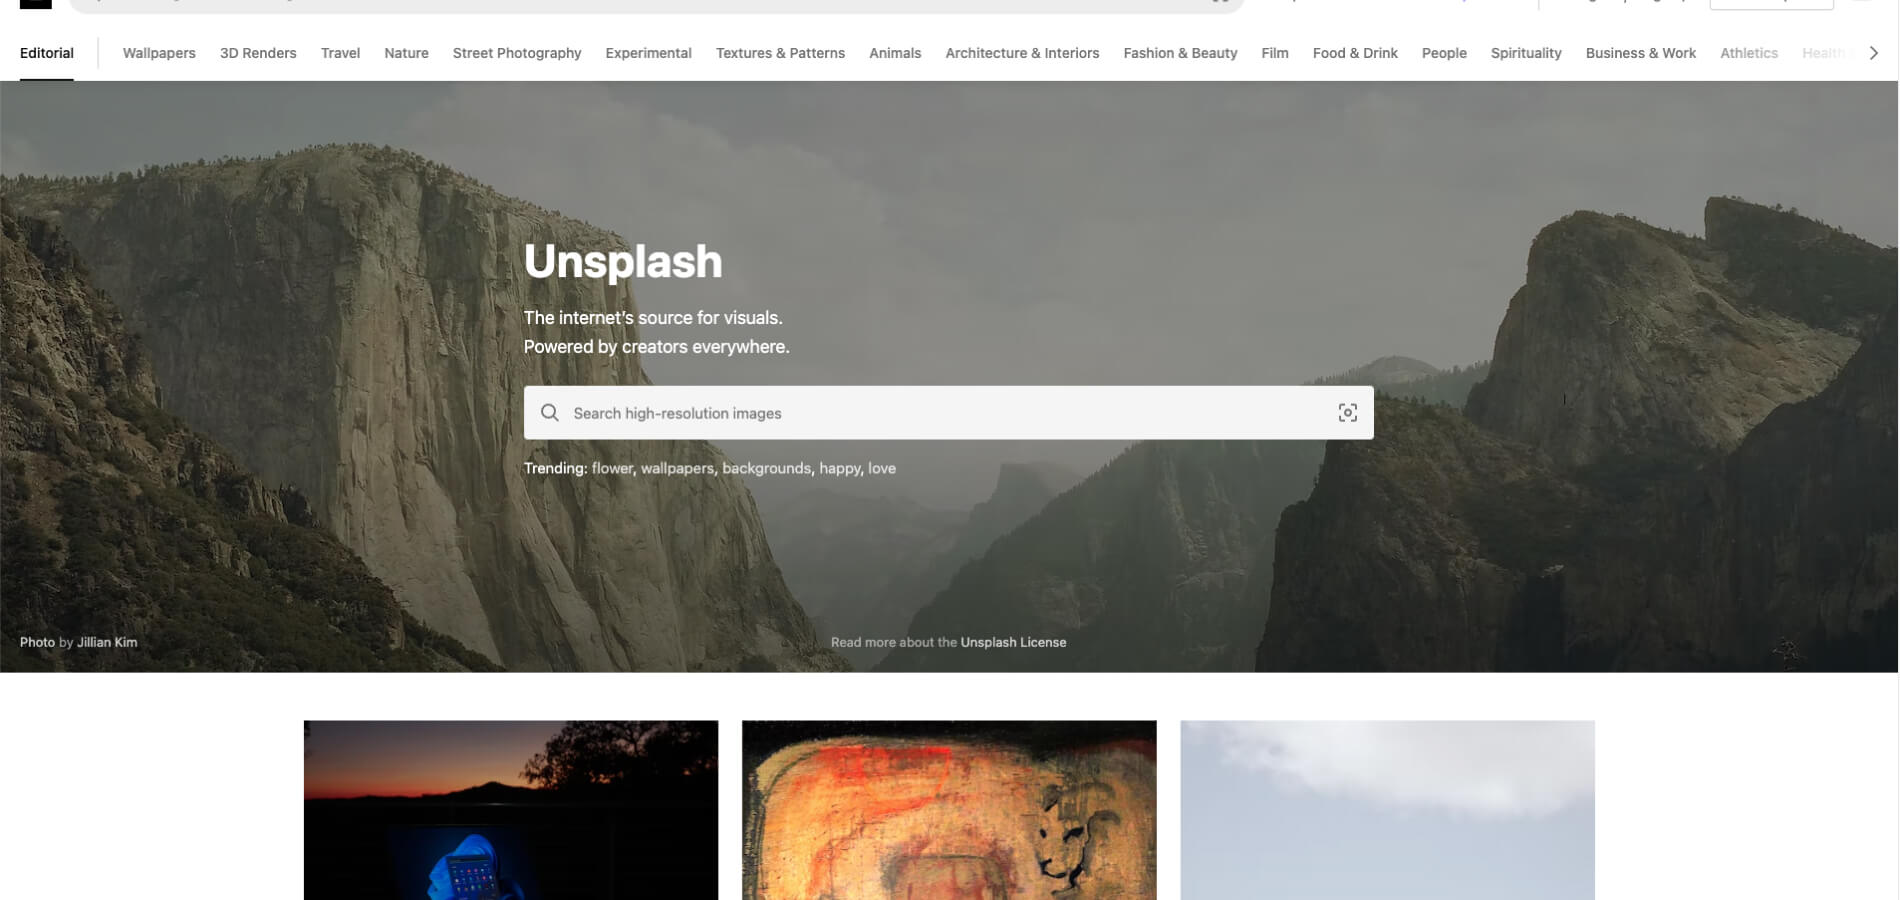 Editorial Wallpapers 3D Renders Travel Nature Street Photography Experimental Textures & Patterns Animals Architecture & Interiors Fashion & Beauty Film Food & Drink People Spirituality Business & Work Athletics Health
Unsplash
The internet's source for visuals.
Powered by creators everywhere.
Search high-resolution images
Trending: flower, wallpapers, backgrounds, happy, love
Photo by Jillian Kim
Read more about the Unsplash License